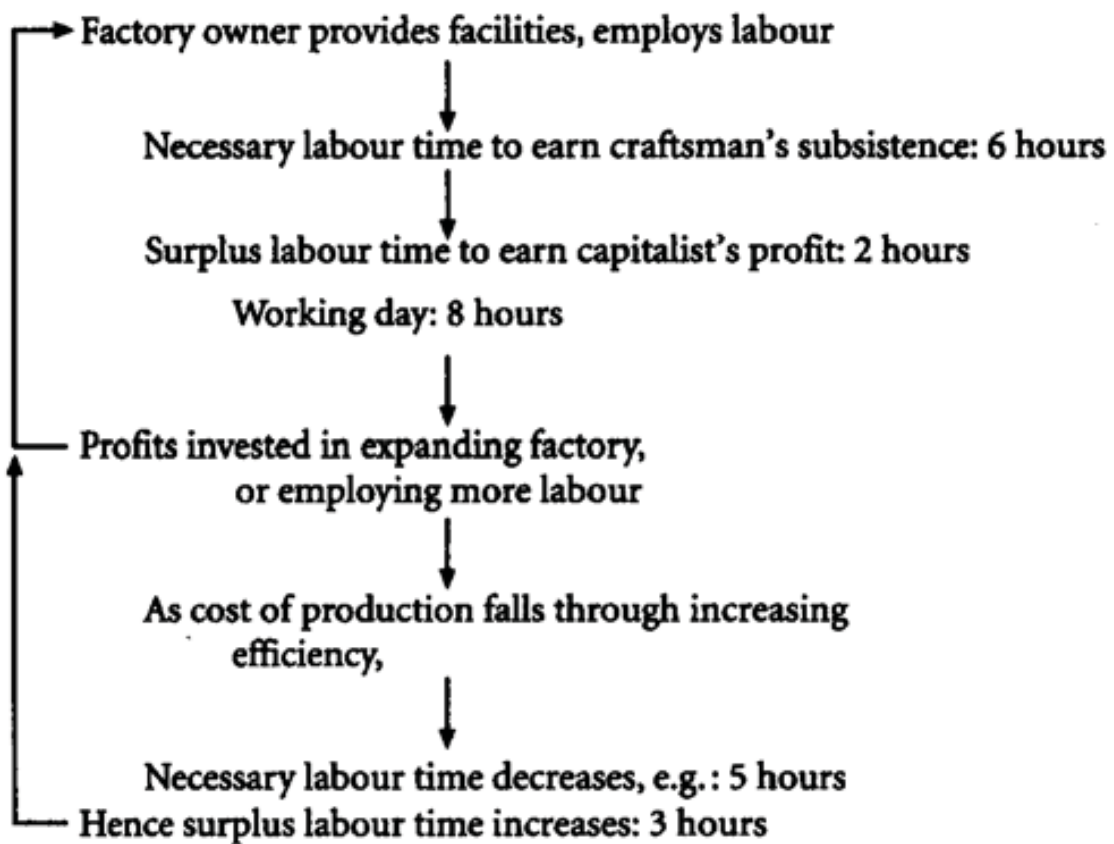 Factory owner provides facilities, employs labour
Necessary labour time to earn craftsman's subsistence: 6 hours
Surplus labour time to earn capitalist's profit: 2 hours
Working day: 8 hours
Profits invested in expanding factory,
or employing more labour
As cost of production falls through increasing
efficiency,
Necessary labour time decreases, e.g.: 5 hours
Hence surplus labour time increases: 3 hours